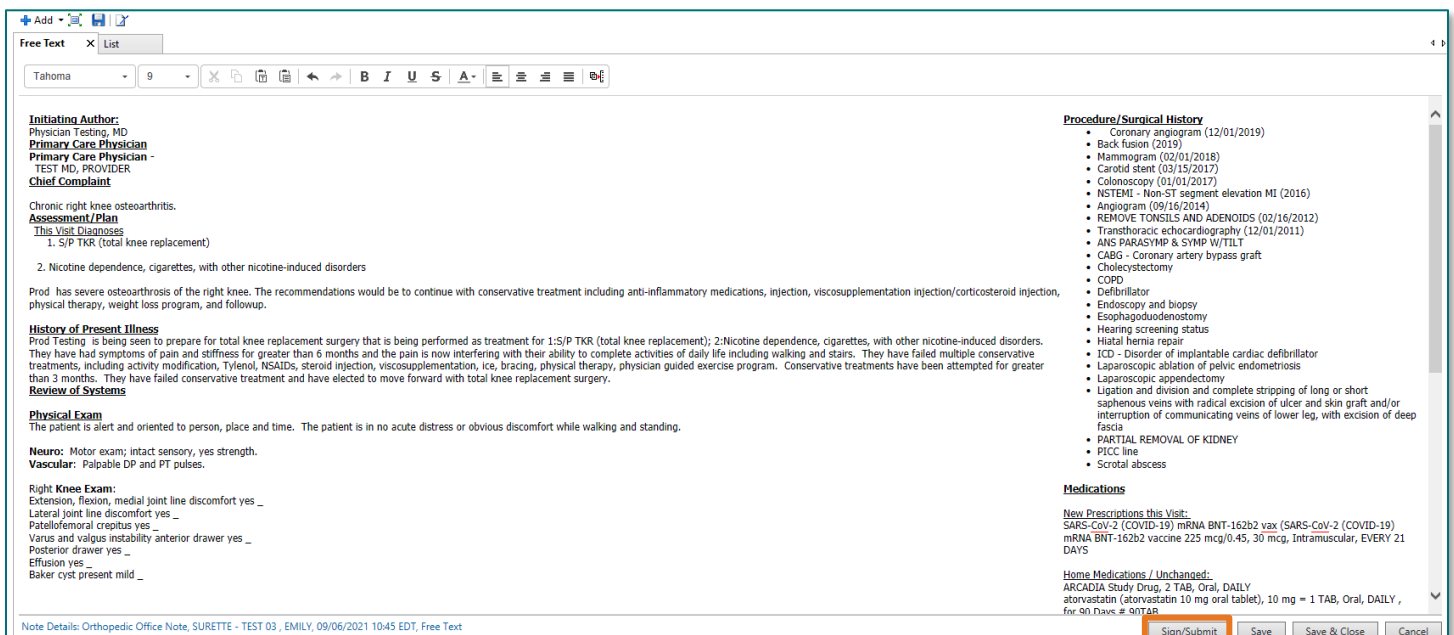 Add
Free Text X List
Tahoma 9 B I U S A
Initiating Author:
Physician Testing, MD
Primary Care Physician
Primary Care Physician -
TEST MD, PROVIDER
Chief Complaint
Chronic right knee osteoarthritis.
Assessment/Plan
This Visit Diagnoses
1. S/P TKR (total knee replacement)
2. Nicotine dependence, cigarettes, with other nicotine-induced disorders
Prod has severe osteoarthrosis of the right knee. The recommendations would be to continue with conservative treatment including anti-inflammatory medications, injection, viscosupplementation injection/corticosteroid injection,
physical therapy, weight loss program, and followup.
History of Present Illness
Prod Testing is being seen to prepare for total knee replacement surgery that is being performed as treatment for 1:S/P TKR (total knee replacement); 2:Nicotine dependence, cigarettes, with other nicotine-induced disorders.
They have had symptoms of pain and stiffness for greater than 6 months and the pain is now interfering with their ability to complete activities of daily life including walking and stairs. They have failed multiple conservative
treatments, including activity modification, Tylenol, NSAIDs, steroid injection, viscosupplementation, ice, bracing, physical therapy, physician guided exercise program. Conservative treatments have been attempted for greater
than 3 months. They have failed conservative treatment and have elected to move forward with total knee replacement surgery.
Review of Systems
Physical Exam
The patient is alert and oriented to person, place and time. The patient is in no acute distress or obvious discomfort while walking and standing.
Neuro: Motor exam; intact sensory, yes strength.
Vascular: Palpable DP and PT pulses.
Right Knee Exam:
Extension, flexion, medial joint line discomfort yes _
Lateral joint line discomfort yes _
Patellofemoral crepitus yes _
Varus and valgus instability anterior drawer yes _
Posterior drawer yes _
Effusion yes _
Baker cyst present mild _
Procedure/Surgical History
• Coronary angiogram (12/01/2019)
• Back fusion (2019)
• Mammogram (02/01/2018)
• Carotid stent (03/15/2017)
• Colonoscopy (01/01/2017)
• NSTEMI - Non-ST segment elevation MI (2016)
• Angiogram (09/16/2014)
• REMOVE TONSILS AND ADENOIDS (02/16/2012)
• Transthoracic echocardiography (12/01/2011)
• ANS PARASYMP & SYMP W/TILT
• CABG - Coronary artery bypass graft
• Cholecystectomy
• COPD
• Defibrillator
• Endoscopy and biopsy
• Esophagoduodenostomy
• Hearing screening status
• Hiatal hernia repair
• ICD - Disorder of implantable cardiac defibrillator
• Laparoscopic ablation of pelvic endometriosis
• Laparoscopic appendectomy
• Ligation and division and complete stripping of long or short
saphenous veins with radical excision of ulcer and skin graft and/or
interruption of communicating veins of lower leg, with excision of deep
fascia
• PARTIAL REMOVAL OF KIDNEY
• PICC line
• Scrotal abscess
Medications
New Prescriptions this Visit:
SARS-CoV-2 (COVID-19) mRNA BNT-162b2 vax (SARS-CoV-2 (COVID-19)
mRNA BNT-162b2 vaccine 225 mcg/0.45, 30 mcg, Intramuscular, EVERY 21
DAYS
Home Medications / Unchanged:
ARCADIA Study Drug, 2 TAB, Oral, DAILY
atorvastatin (atorvastatin 10 mg oral tablet), 10 mg = 1 TAB, Oral, DAILY ,
for 90 Days # 90TAB
Note Details: Orthopedic Office Note, SURETTE - TEST 03 , EMILY, 09/06/2021 10:45 EDT, Free Text
Sign/Submit Save Save & Close Cancel